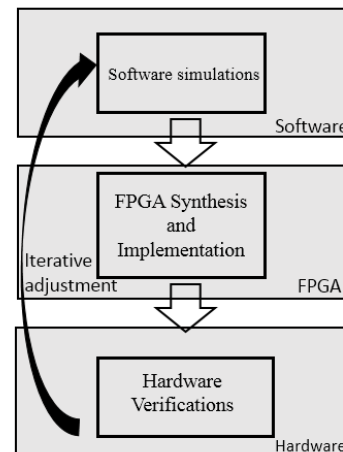 Software simulations
Software
FPGA Synthesis
and
Implementation
Iterative
adjustment
FPGA
Hardware
Verifications
Hardware